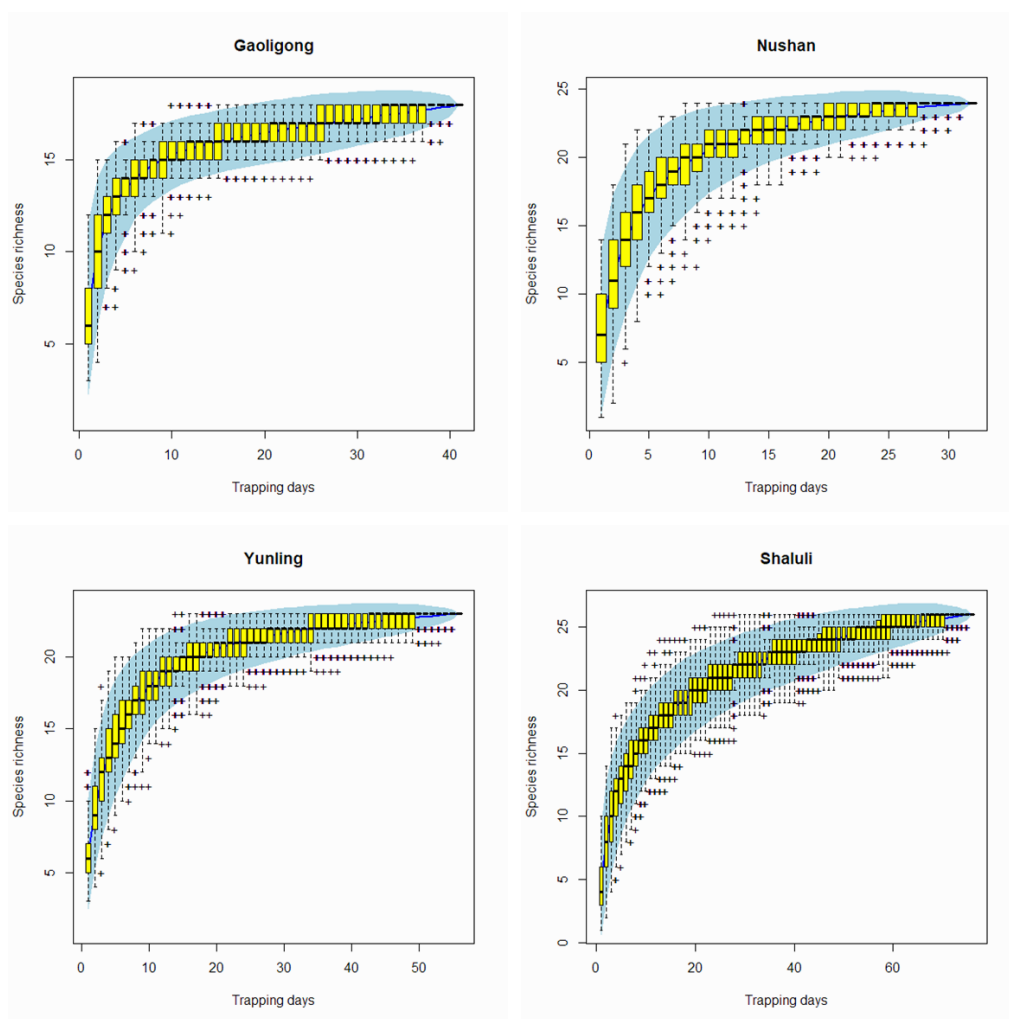 Gaoligong
Species richness
15
10
5
0 10 20 30 40
Trapping days
Nushan
Species richness
25
20
15
10
5
0 5 10 15 20 25 30
Trapping days
Yunling
Species richness
20
15
10
5
0 10 20 30 40 50
Trapping days
Shaluli
Species richness
25
20
15
10
5
0
0 20 40 60
Trapping days